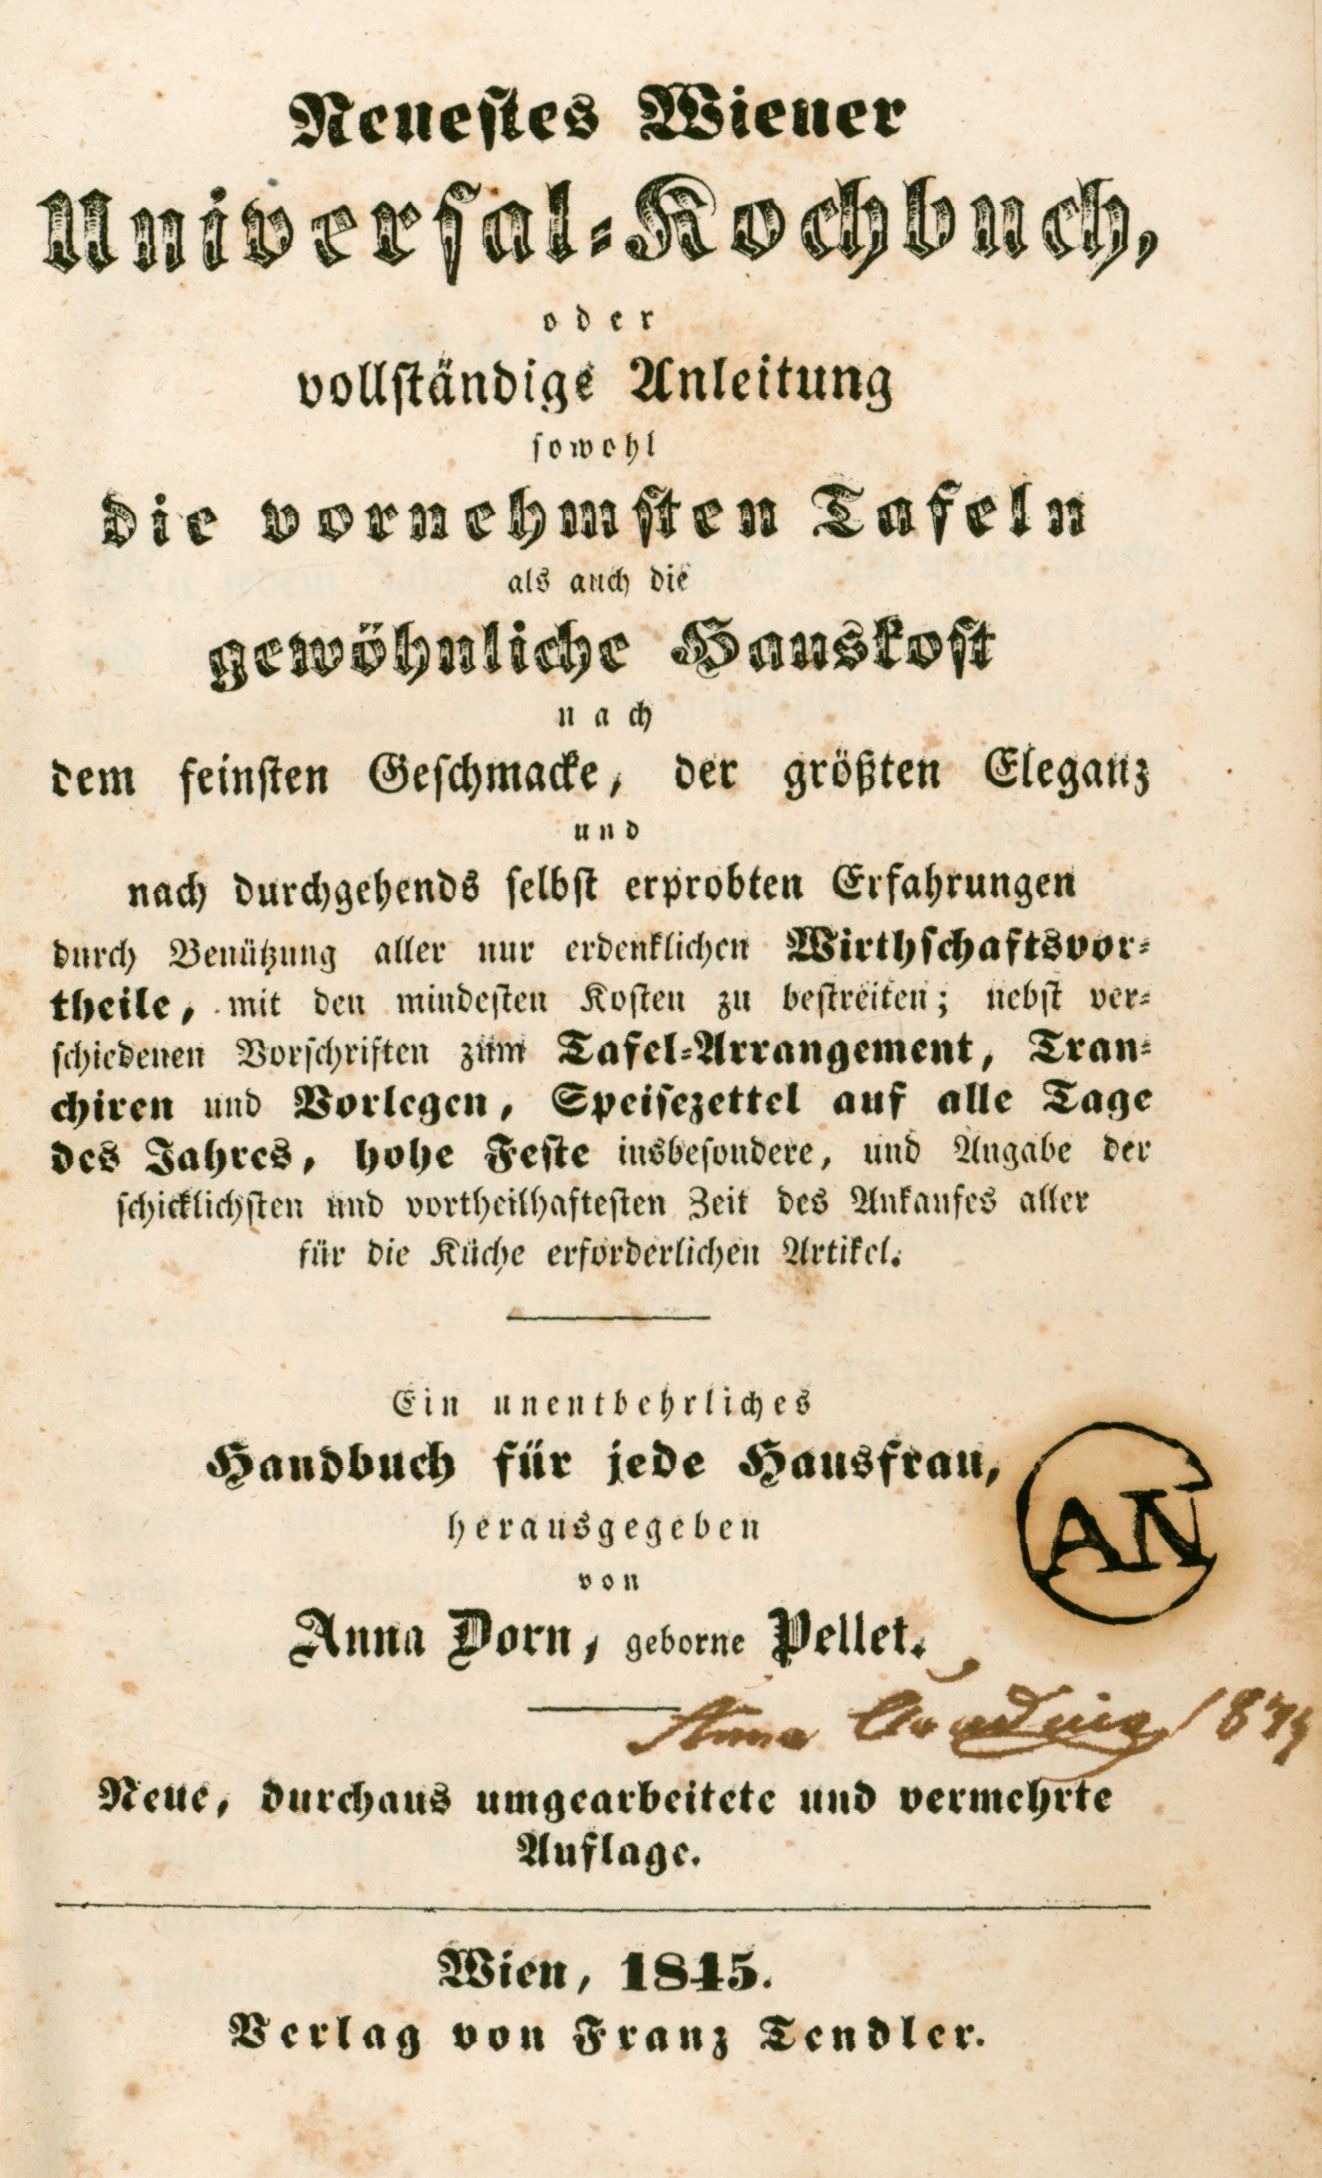 Neuestes Wiener
Universal-Kochbuch,
oder
vollständige Anleitung
sowohl
die vornehmsten Tafeln
als auch die
gewöhnliche Hauskost
nach
dem feinsten Geschmacke, der größten Eleganz
und
nach durchgehends selbst erprobten Erfahrungen
durch Benützung aller nur erdenklichen Wirthschaftsvor-
theile, mit den mindesten Kosten zu bestreiten; nebst ver-
schiedenen Vorschriften zum Tafel-Arrangement, Tran-
chiren und Vorlegen, Speisezettel auf alle Tage
des Jahres, hohe Feste insbesondere, und Angabe der
schicklichsten und vortheilhaftesten Zeit des Ankaufes aller
für die Küche erforderlichen Artikel.
Ein unentbehrliches
Handbuch für jede Hausfrau,
herausgegeben
von
Anna Dorn, geborne Pellet.
AN
Anna
Neue, durchaus umgearbeitete und vermehrte
Auflage.
Wien, 1845.
Verlag von Franz Tendler.